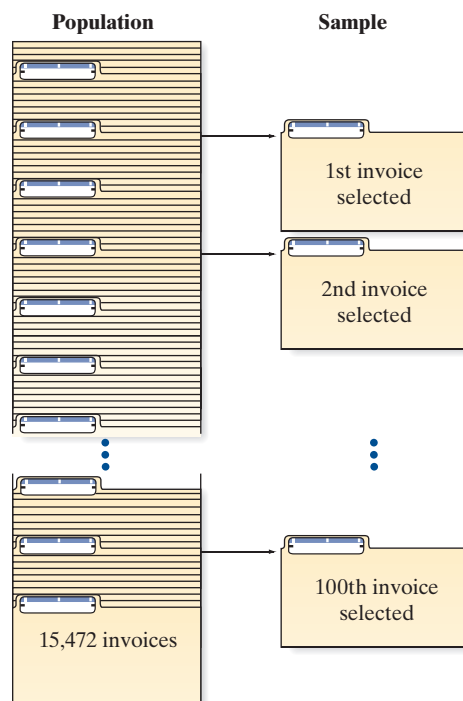 Population
Sample
1st invoice
selected
2nd invoice
selected
100th invoice
selected
15,472 invoices